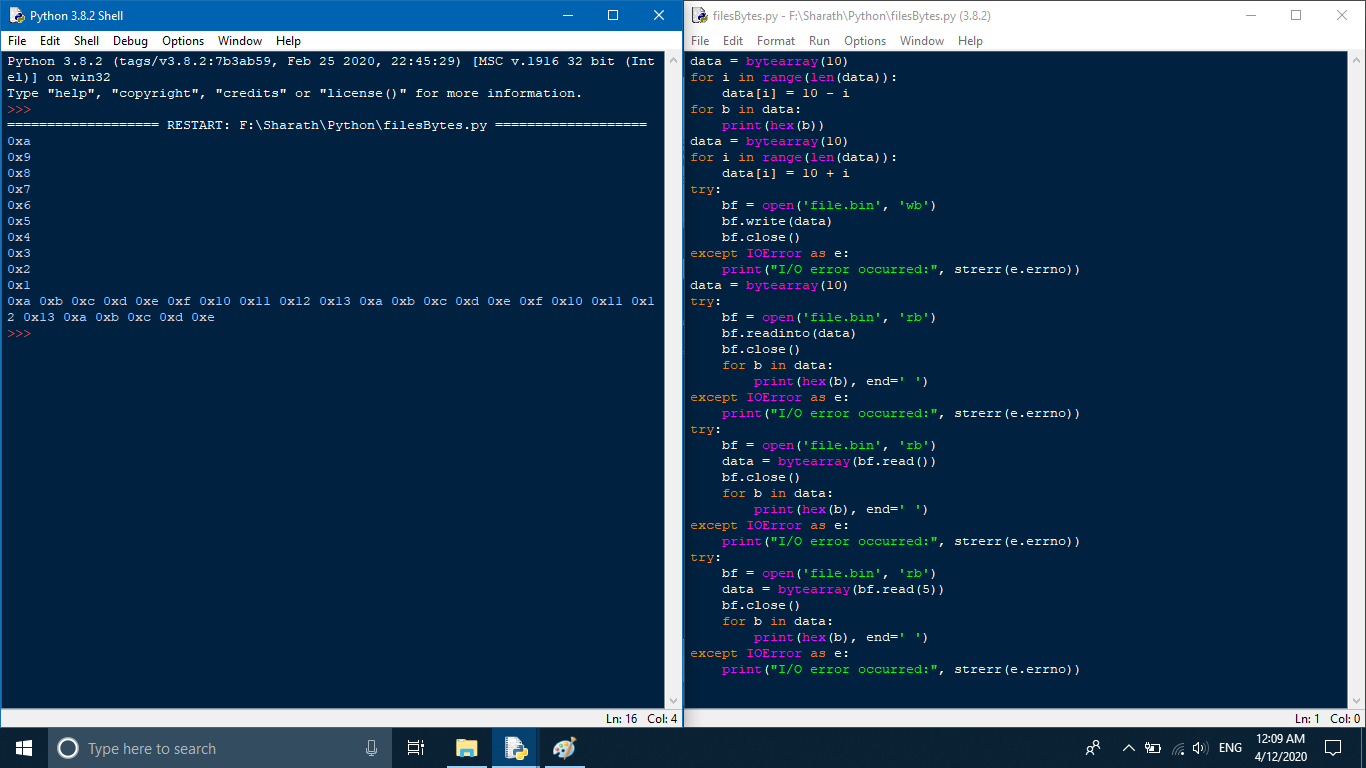 Python 3.8.2 Shell
File Edit Shell Debug Options Window Help
Python 3.8.2 (tags/v3.8.2:7b3ab59, Feb 25 2020, 22:45:29) [MSC v.1916 32 bit (Int
el)] on win32
Type "help", "copyright", "credits" or "license()" for more information.
>>>
=================== RESTART: F:\Sharath\Python\filesBytes.py ===================
0xa
0x9
0x8
0x7
0x6
0x5
0x4
0x3
0x2
0x1
0xa 0xb 0xc 0xd 0xe 0xf 0x10 0x11 0x12 0x13 0xa 0xb 0xc 0xd 0xe 0xf 0x10 0x11 0x1
2 0x13 0xa 0xb 0xc 0xd 0xe
>>>
Ln: 16 Col: 4
filesBytes.py - F:\Sharath\Python\filesBytes.py (3.8.2)
File Edit Format Run Options Window Help
data = bytearray(10)
for i in range(len(data)):
    data[i] = 10 - i
for b in data:
    print(hex(b))
data = bytearray(10)
for i in range(len(data)):
    data[i] = 10 + i
try:
    bf = open('file.bin', 'wb')
    bf.write(data)
    bf.close()
except IOError as e:
    print("I/O error occurred:", strerr(e.errno))
data = bytearray(10)
try:
    bf = open('file.bin', 'rb')
    bf.readinto(data)
    bf.close()
    for b in data:
        print(hex(b), end=' ')
except IOError as e:
    print("I/O error occurred:", strerr(e.errno))
try:
    bf = open('file.bin', 'rb')
    data = bytearray(bf.read())
    bf.close()
    for b in data:
        print(hex(b), end=' ')
except IOError as e:
    print("I/O error occurred:", strerr(e.errno))
try:
    bf = open('file.bin', 'rb')
    data = bytearray(bf.read(5))
    bf.close()
    for b in data:
        print(hex(b), end=' ')
except IOError as e:
    print("I/O error occurred:", strerr(e.errno))
Ln: 1 Col: 0
Type here to search
ENG
12:09 AM
4/12/2020